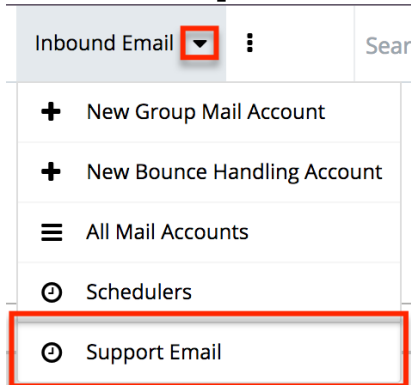 Inbound Email
Sear
New Group Mail Account
New Bounce Handling Account
All Mail Accounts
Schedulers
Support Email